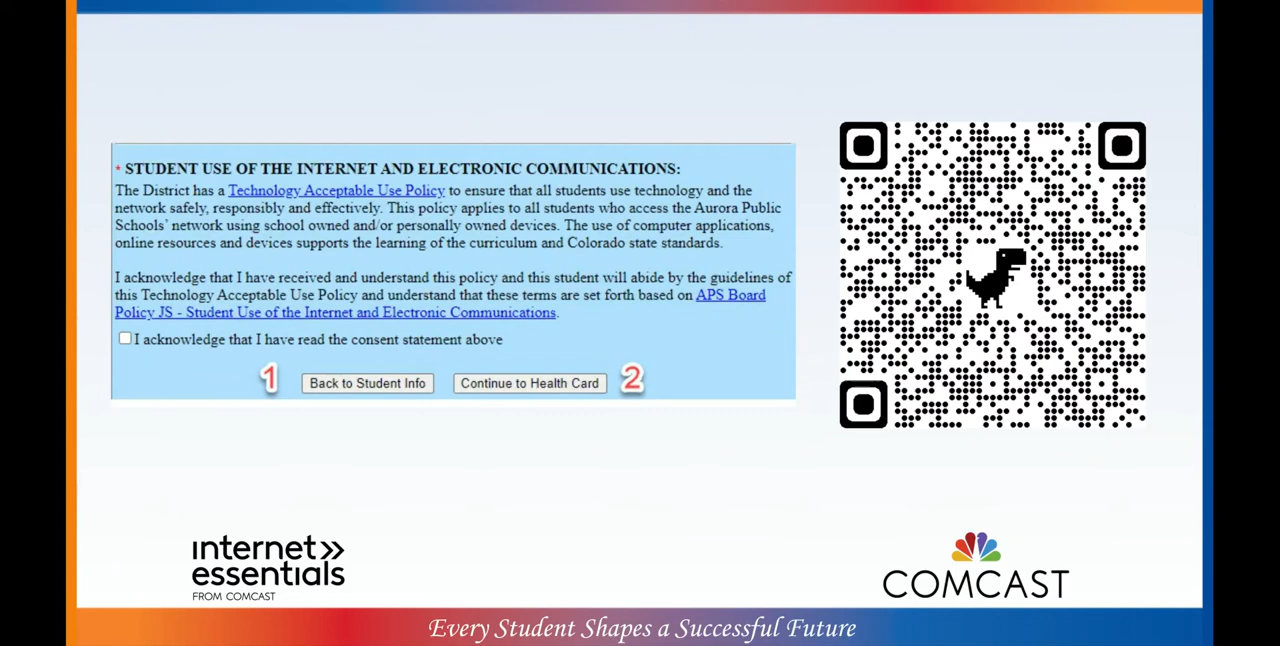 * STUDENT USE OF THE INTERNET AND ELECTRONIC COMMUNICATIONS:
The District has a Technology Acceptable Use Policy to ensure that all students use technology and the
network safely, responsibly and effectively. This policy applies to all students who access the Aurora Public
Schools’ network using school owned and/or personally owned devices. The use of computer applications,
online resources and devices supports the learning of the curriculum and Colorado state standards.
I acknowledge that I have received and understand this policy and this student will abide by the guidelines of
this Technology Acceptable Use Policy and understand that these terms are set forth based on APS Board
Policy JS - Student Use of the Internet and Electronic Communications.
I acknowledge that I have read the consent statement above
1 Back to Student Info Continue to Health Card 2
internet
essentials
FROM COMCAST
COMCAST
Every Student Shapes a Successful Future